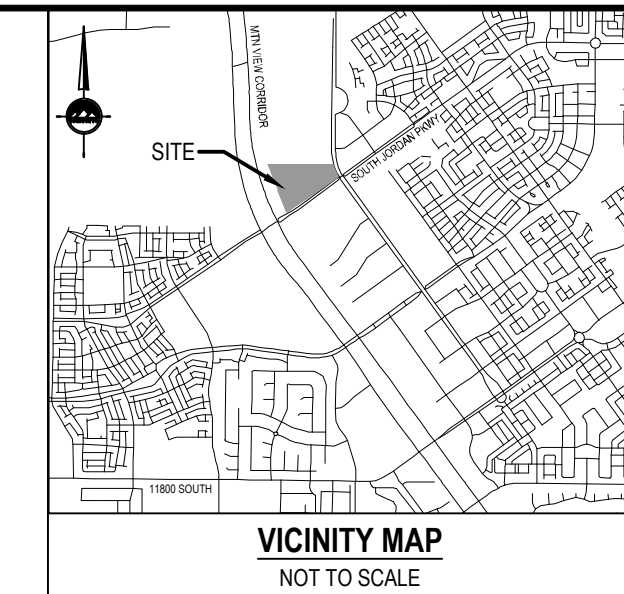 MTN VIEW CORRIDOR
SITE
SOUTH JORDAN PKWY
11800 SOUTH
VICINITY MAP
NOT TO SCALE